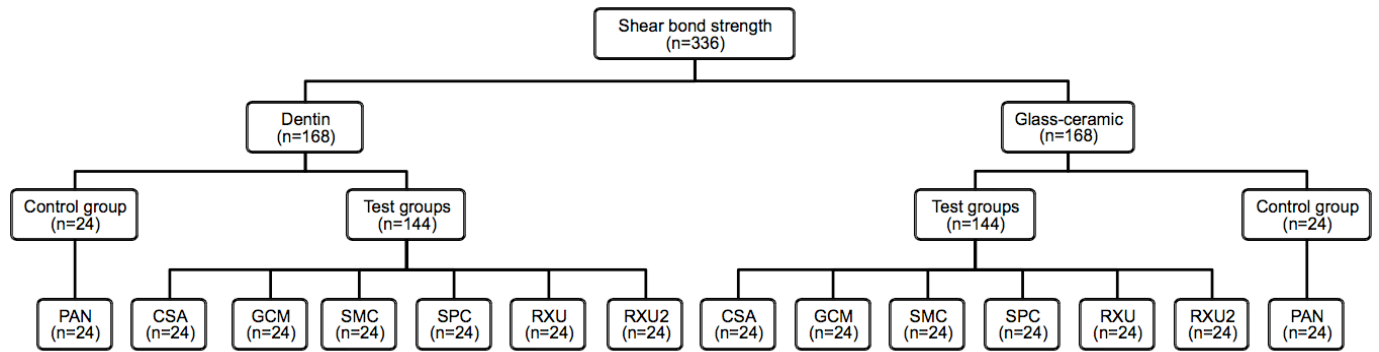 Shear bond strength
(n=336)
Dentin
(n=168)
Glass-ceramic
(n=168)
Control group
(n=24)
Test groups
(n=144)
Test groups
(n=144)
Control group
(n=24)
PAN
(n=24)
CSA
(n=24)
GCM
(n=24)
SMC
(n=24)
SPC
(n=24)
RXU
(n=24)
RXU2
(n=24)
CSA
(n=24)
GCM
(n=24)
SMC
(n=24)
SPC
(n=24)
RXU
(n=24)
RXU2
(n=24)
PAN
(n=24)